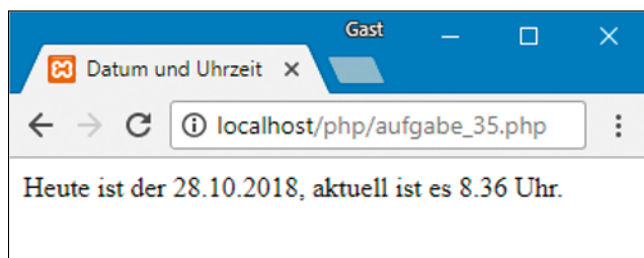 Gast
Datum und Uhrzeit
localhost/php/aufgabe_35.php
Heute ist der 28.10.2018, aktuell ist es 8.36 Uhr.